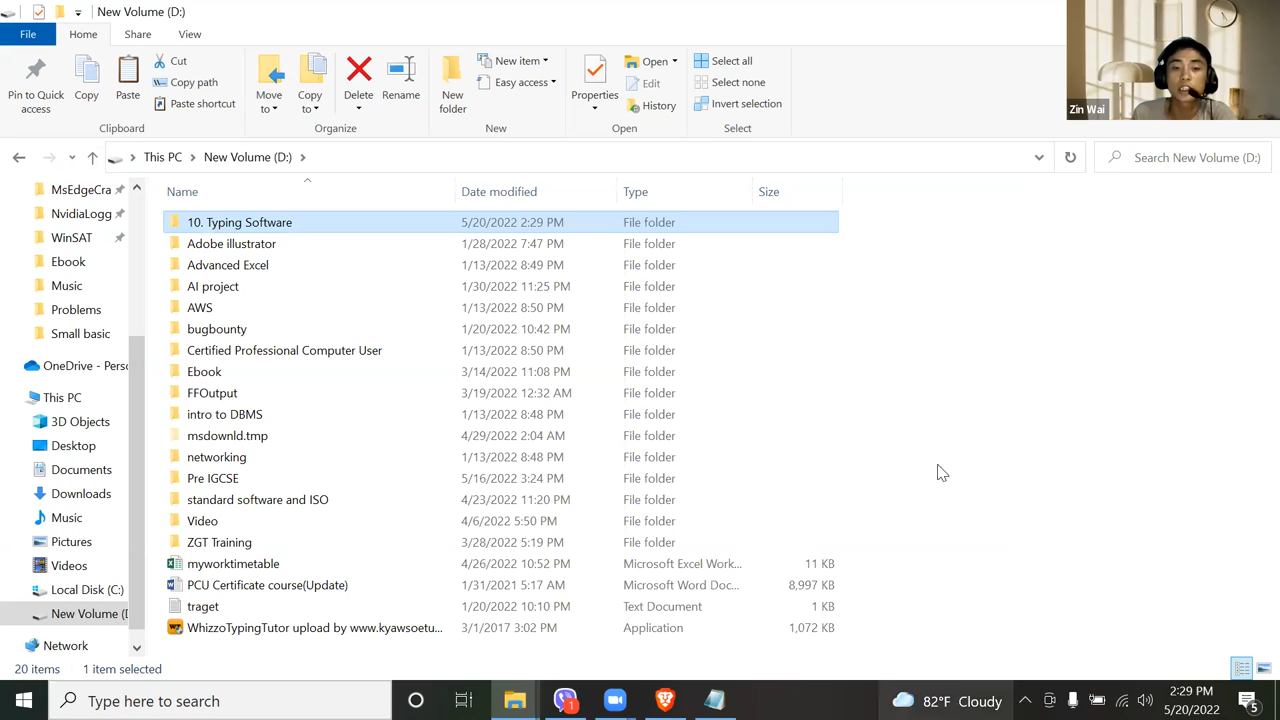 New Volume (D:)
File
Home
Share
View
Pin to Quick access
Copy
Paste
Cut
Copy path
Paste shortcut
Clipboard
Move to
Copy to
Delete
Rename
Organize
New folder
New item
Easy access
New
Properties
Open
Edit
History
Open
Select all
Select none
Invert selection
Select
Zin Wai
This PC
New Volume (D:)
Search New Volume (D:)
MsEdgeCra
NvidiaLogg
WinSAT
Ebook
Music
Problems
Small basic
OneDrive - Perso
This PC
3D Objects
Desktop
Documents
Downloads
Music
Pictures
Videos
Local Disk (C:)
New Volume (D
Network
Name Date modified Type Size
10. Typing Software 5/20/2022 2:29 PM File folder
Adobe illustrator 1/28/2022 7:47 PM File folder
Advanced Excel 1/13/2022 8:49 PM File folder
AI project 1/30/2022 11:25 PM File folder
AWS 1/13/2022 8:50 PM File folder
bugbounty 1/20/2022 10:42 PM File folder
Certified Professional Computer User 1/13/2022 8:50 PM File folder
Ebook 3/14/2022 11:08 PM File folder
FFOutput 3/19/2022 12:32 AM File folder
intro to DBMS 1/13/2022 8:48 PM File folder
msdownld.tmp 4/29/2022 2:04 AM File folder
networking 1/13/2022 8:48 PM File folder
Pre IGCSE 5/16/2022 3:24 PM File folder
standard software and ISO 4/23/2022 11:20 PM File folder
Video 4/6/2022 5:50 PM File folder
ZGT Training 3/28/2022 5:19 PM File folder
myworktimetable 4/26/2022 10:52 PM Microsoft Excel Work... 11 KB
PCU Certificate course(Update) 1/31/2021 5:17 AM Microsoft Word Doc... 8,997 KB
traget 1/20/2022 10:10 PM Text Document 1 KB
WhizzoTypingTutor upload by www.kyawsoetu... 3/1/2017 3:02 PM Application 1,072 KB
20 items 1 item selected
Type here to search
1
82°F Cloudy
2:29 PM
5/20/2022
5